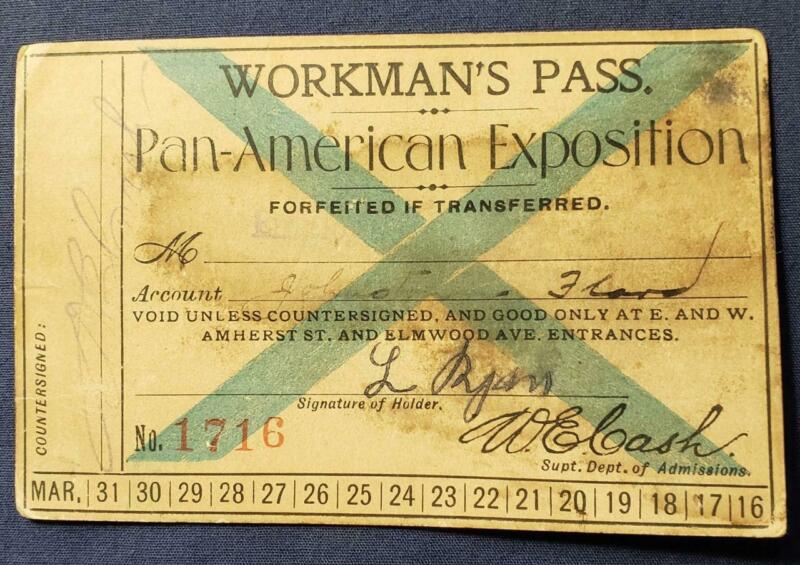 WORKMAN'S PASS.
Pan-American Exposition
FORFEITED IF TRANSFERRED.
M
Account
VOID UNLESS COUNTERSIGNED, AND GOOD ONLY AT E. AND W.
AMHERST ST. AND ELMWOOD AVE. ENTRANCES.
L Ryan
Signature of Holder.
No. 1716
W.E.Cash.
Supt. Dept. of Admissions.
COUNTERSIGNED:
MAR. 31 30 29 28 27 26 25 24 23 22 21 20 19 18 17 16